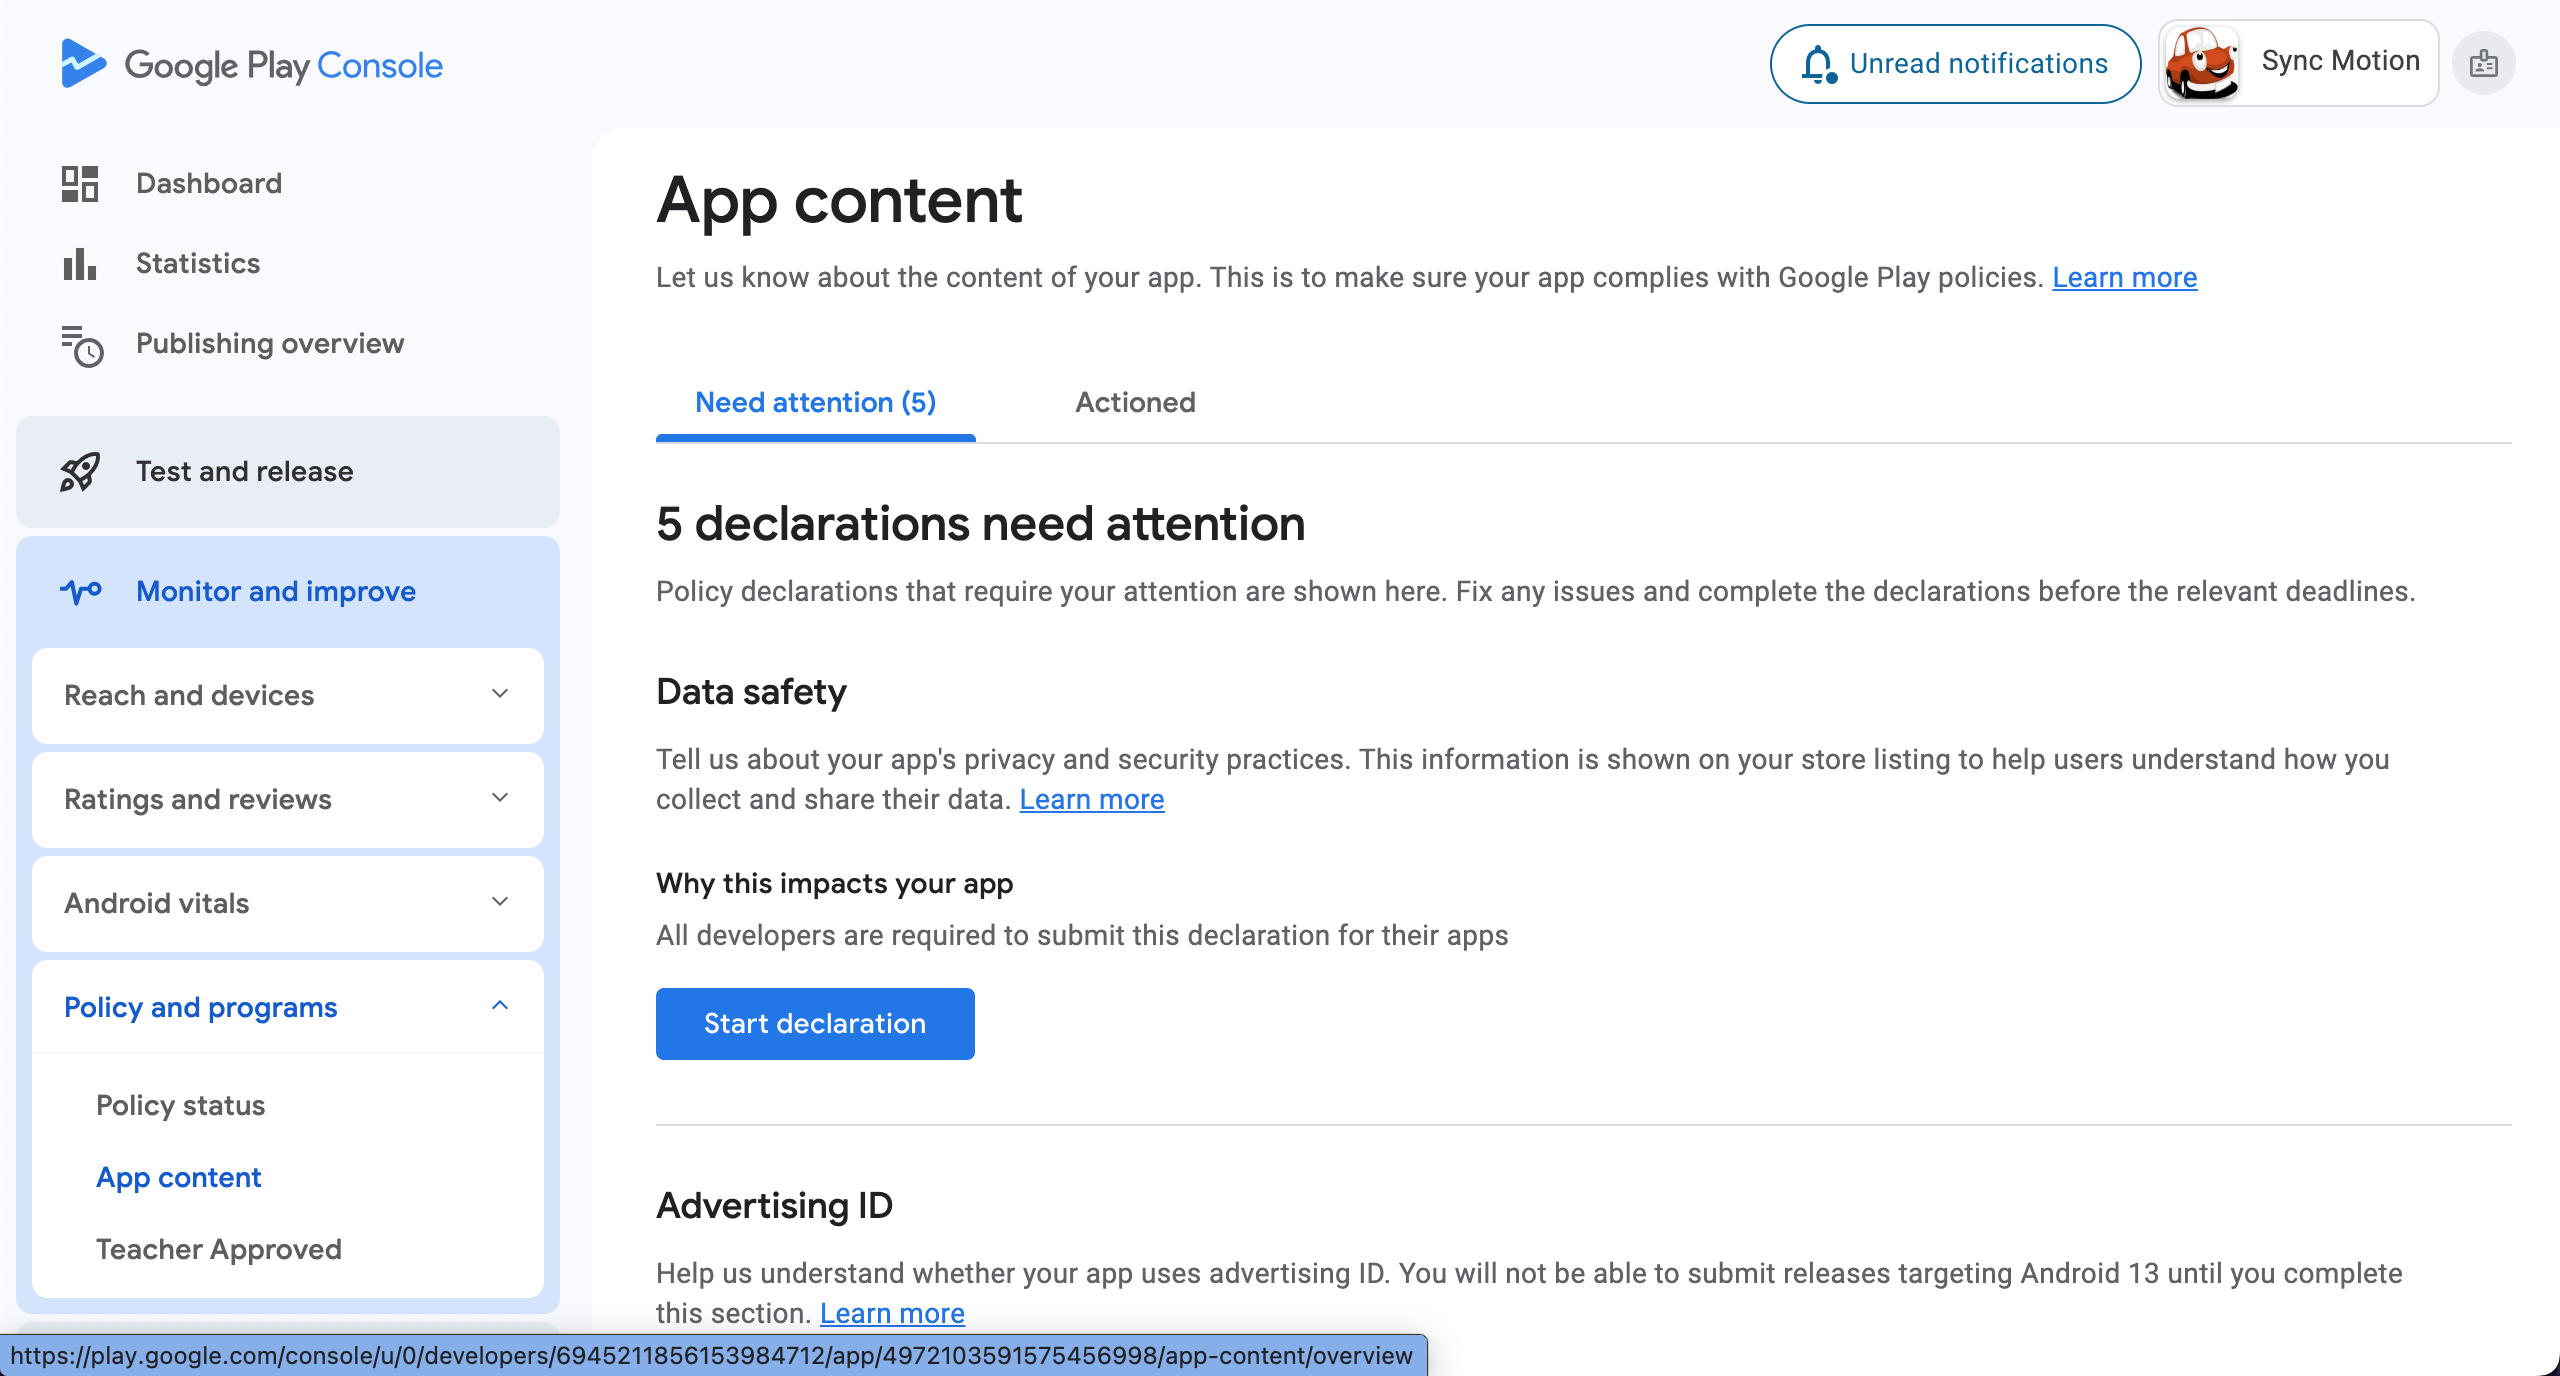 Google Play Console
Unread notifications
Sync Motion
Dashboard
Statistics
Publishing overview
Test and release
Monitor and improve
Reach and devices
Ratings and reviews
Android vitals
Policy and programs
Policy status
App content
Teacher Approved
App content
Let us know about the content of your app. This is to make sure your app complies with Google Play policies. Learn more
Need attention (5)
Actioned
5 declarations need attention
Policy declarations that require your attention are shown here. Fix any issues and complete the declarations before the relevant deadlines.
Data safety
Tell us about your app's privacy and security practices. This information is shown on your store listing to help users understand how you
collect and share their data. Learn more
Why this impacts your app
All developers are required to submit this declaration for their apps
Start declaration
Advertising ID
Help us understand whether your app uses advertising ID. You will not be able to submit releases targeting Android 13 until you complete
this section. Learn more
https://play.google.com/console/u/0/developers/6945211856153984712/app/4972103591575456998/app-content/overview